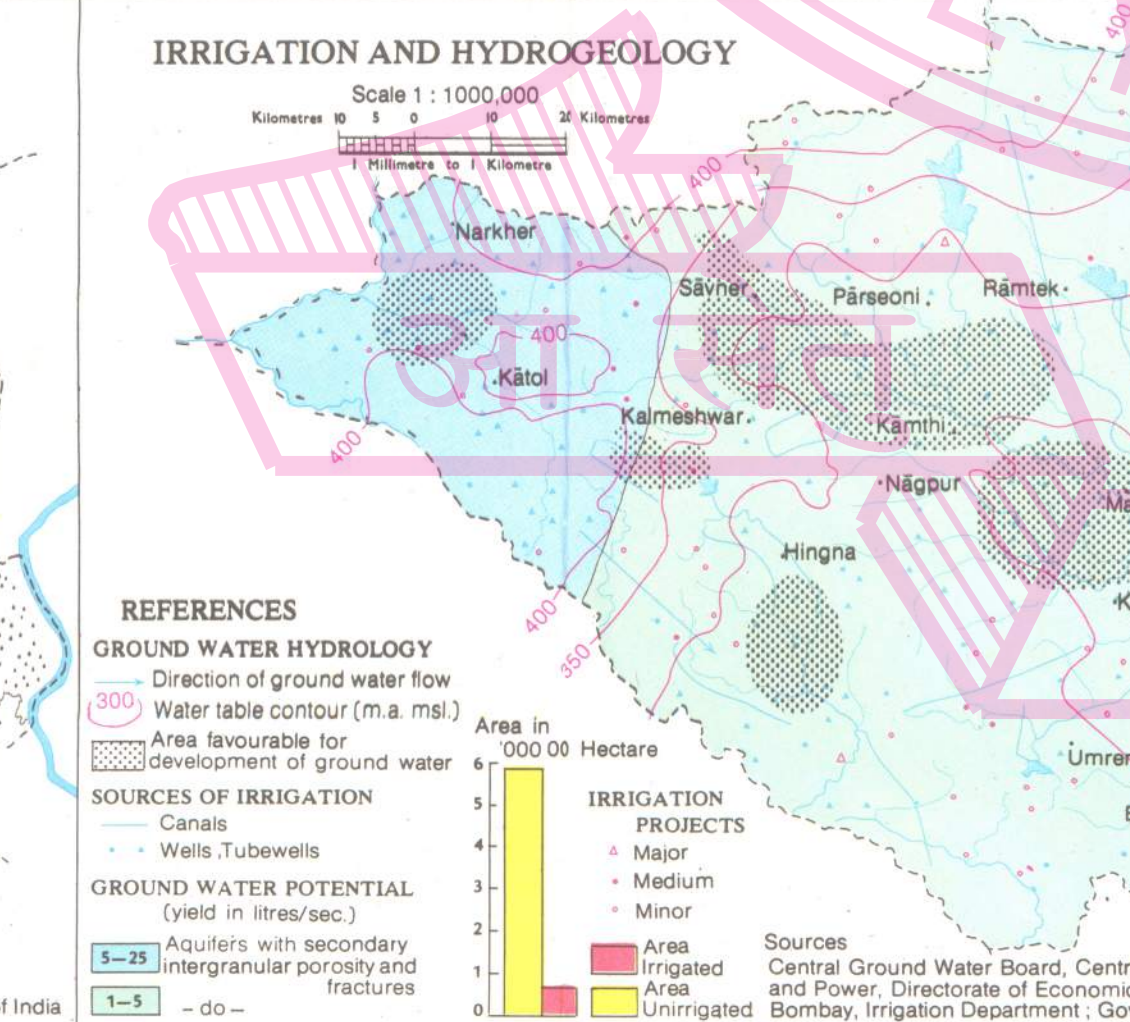 IRRIGATION AND HYDROGEOLOGY
Scale 1 : 1000,000
Kilometres 10 5 0 10 20 Kilometres
1 Millimetre to 1 Kilometre
400
400
Narkher
Sāvner
Pārseoni
Rāmtek
400
Kātol
Kalmeshwar
Kāmthi
400
Nāgpur
Hingna
400
350
Umrer
REFERENCES
GROUND WATER HYDROLOGY
Direction of ground water flow
300 Water table contour (m.a. msl.)
Area favourable for
development of ground water
SOURCES OF IRRIGATION
Canals
Wells ,Tubewells
GROUND WATER POTENTIAL
(yield in litres/sec.)
5–25 Aquifers with secondary
intergranular porosity and
fractures
1–5 – do –
Area in
'000 00 Hectare
6
5
4
3
2
1
0
IRRIGATION
PROJECTS
Major
Medium
Minor
Area
Irrigated
Area
Unirrigated
Sources
Central Ground Water Board, Centr
and Power, Directorate of Economic
Bombay, Irrigation Department ; Gov
of India